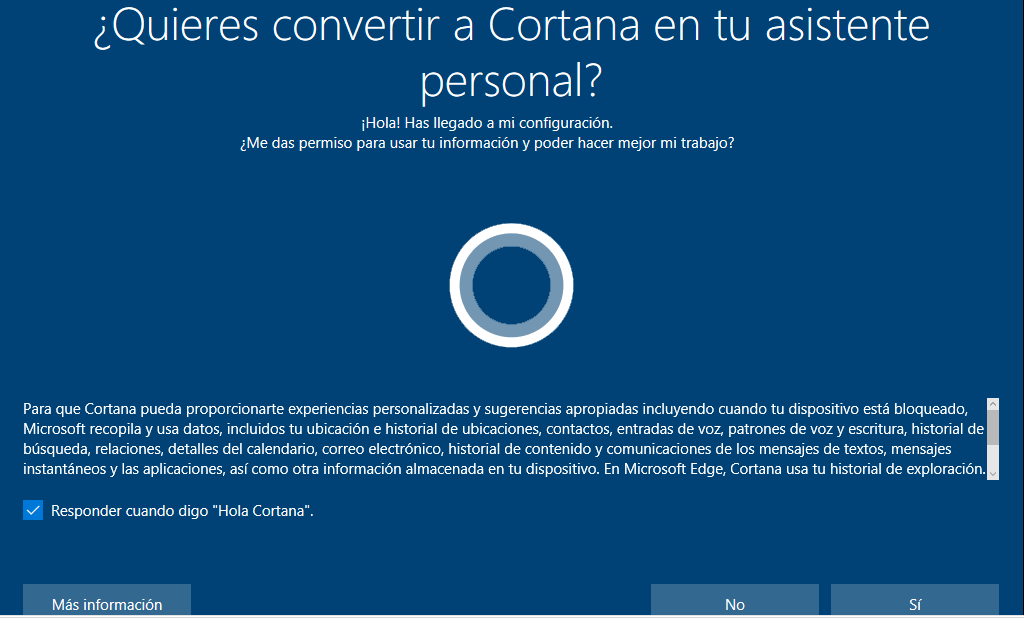 ¿Quieres convertir a Cortana en tu asistente
personal?
¡Hola! Has llegado a mi configuración.
¿Me das permiso para usar tu información y poder hacer mejor mi trabajo?
Para que Cortana pueda proporcionarte experiencias personalizadas y sugerencias apropiadas incluyendo cuando tu dispositivo está bloqueado,
Microsoft recopila y usa datos, incluidos tu ubicación e historial de ubicaciones, contactos, entradas de voz, patrones de voz y escritura, historial de
búsqueda, relaciones, detalles del calendario, correo electrónico, historial de contenido y comunicaciones de los mensajes de textos, mensajes
instantáneos y las aplicaciones, así como otra información almacenada en tu dispositivo. En Microsoft Edge, Cortana usa tu historial de exploración.
Responder cuando digo "Hola Cortana".
Más información
No
Sí